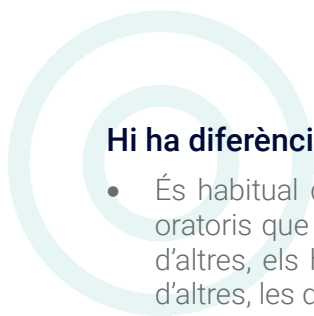 Hi ha diferènci
• És habitual
oratoris que
d'altres, els
d'altres, les